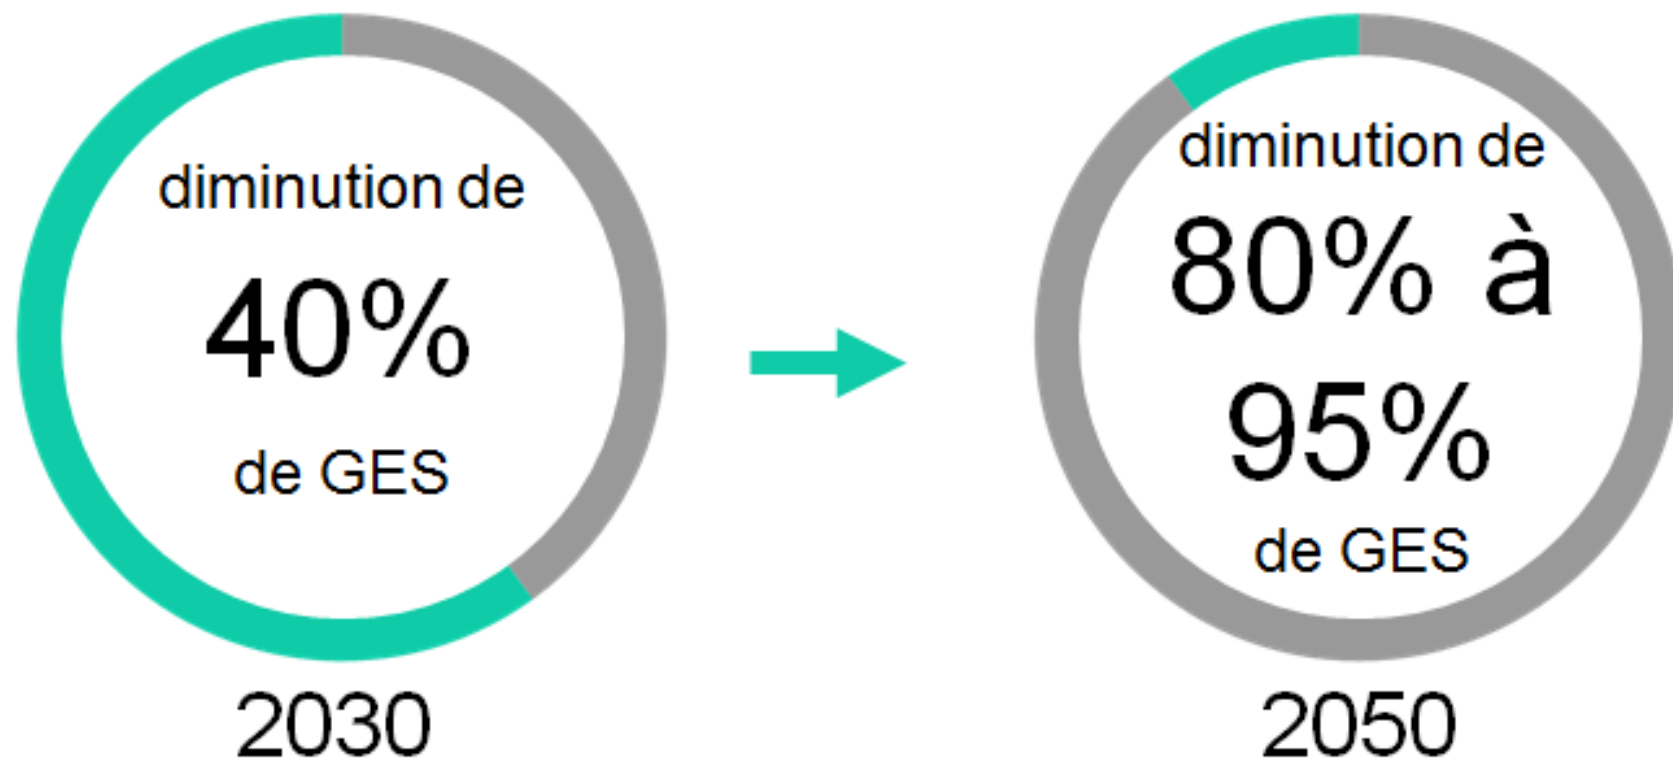 diminution de
40%
de GES
2030
diminution de
80% à
95%
de GES
2050